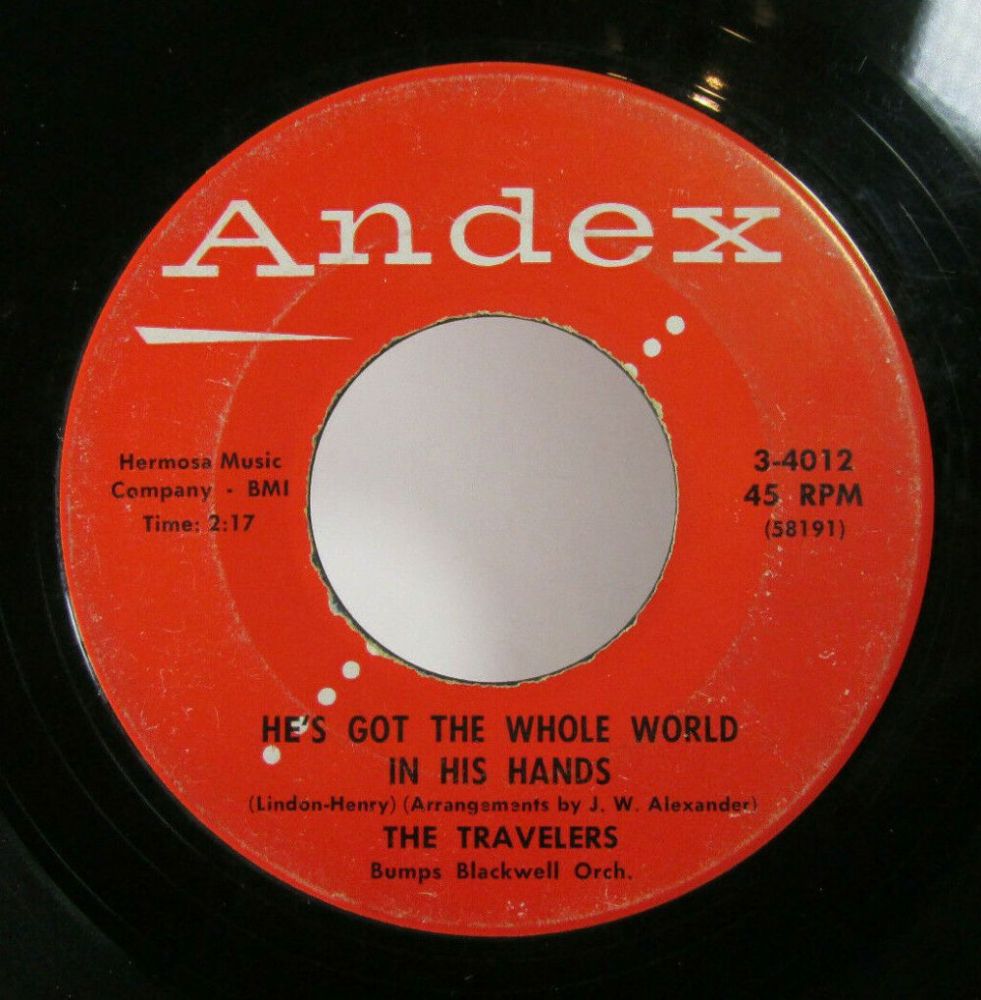 Andex
Hermosa Music
Company - BMI
Time: 2:17
3-4012
45 RPM
(58191)
HE'S GOT THE WHOLE WORLD
IN HIS HANDS
(Lindon-Henry) (Arrangements by J. W. Alexander)
THE TRAVELERS
Bumps Blackwell Orch.